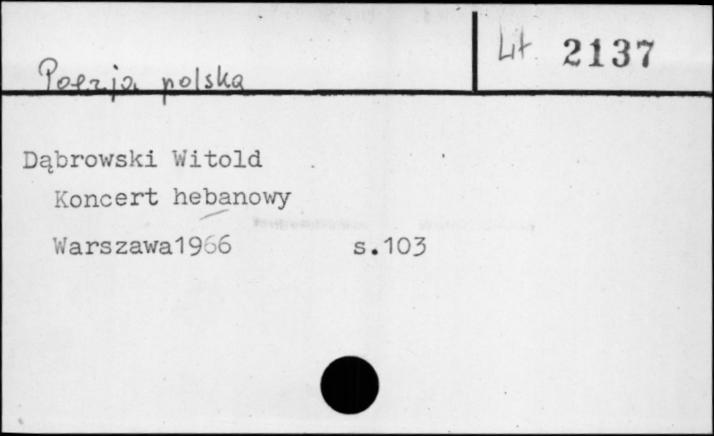 Lit 2137
Poezja polska
Dąbrowski Witold
Koncert hebanowy
Warszawa1966 s.103